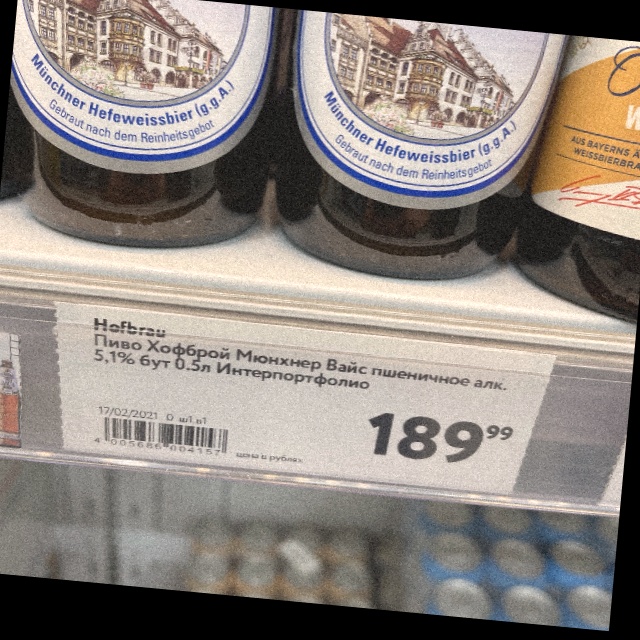 Münchner Hefeweissbier (g.g.A.)
Gebraut nach dem Reinheitsgebot
Münchner Hefeweissbier (g.g.A.)
Gebraut nach dem Reinheitsgebot
AUS BAYERNS
WEISSBIERBRA
Hofbrau
Пиво Хофброй Мюнхнер Вайс пшеничное алк.
5,1% бут 0.5л Интерпортфолио
17/02/2021
189 99
цена в рублях